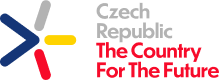 Czech
Republic
The Country
For The Future